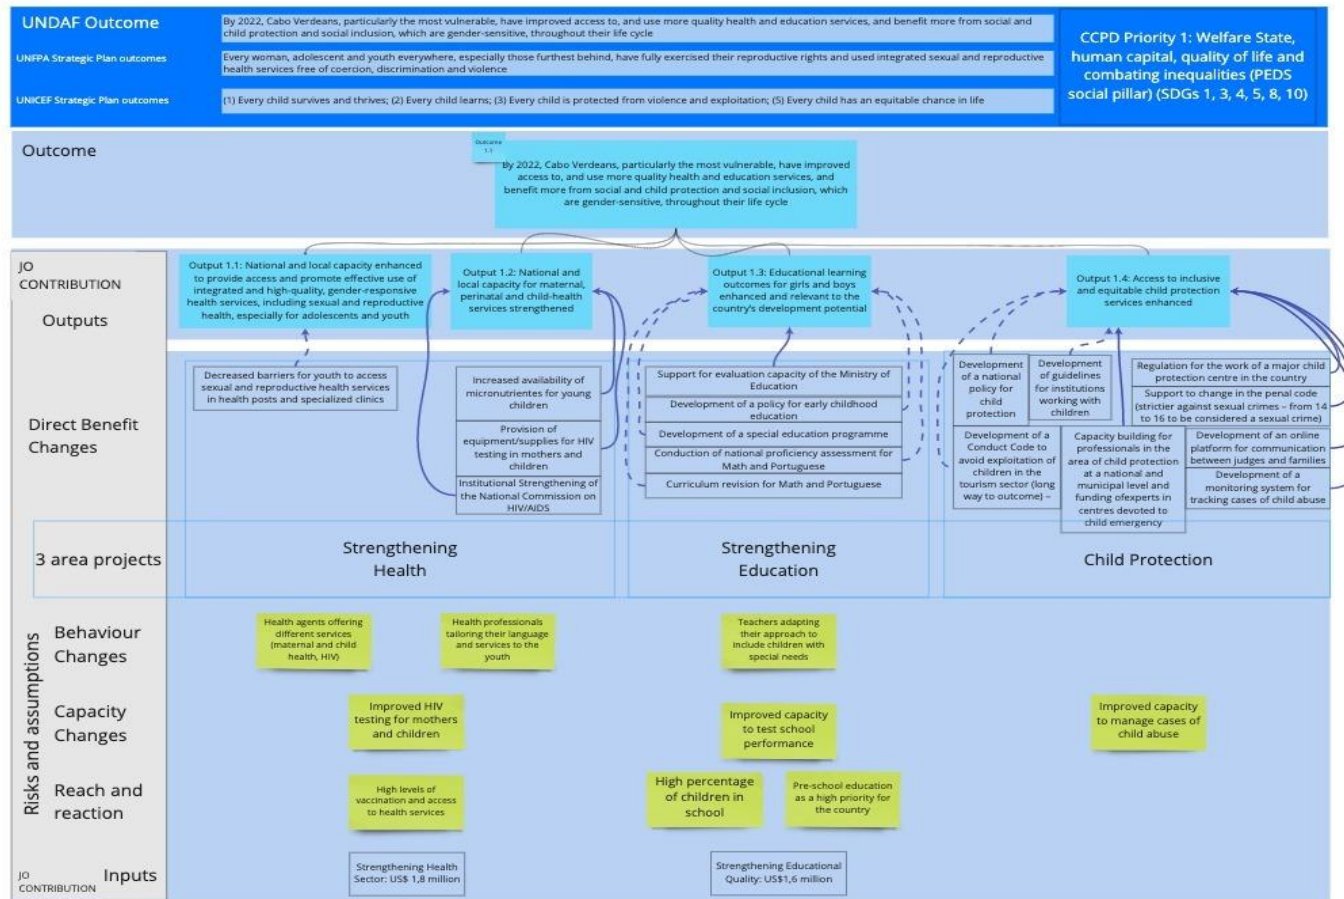 UNDAF Outcome
By 2022, Cabo Verdeans, particularly the most vulnerable, have improved access to, and use more quality health and education services, and benefit more from social and
child protection and social inclusion, which are gender-sensitive, throughout their life cycle
UNFPA Strategic Plan outcomes
Every woman, adolescent and youth everywhere, especially those furthest behind, have fully exercised their reproductive rights and used integrated sexual and reproductive
health services free of coercion, discrimination and violence
UNICEF Strategic Plan outcomes
(1) Every child survives and thrives; (2) Every child learns; (3) Every child is protected from violence and exploitation; (5) Every child has an equitable chance in life
CCPD Priority 1: Welfare State,
human capital, quality of life and
combating inequalities (PEDS
social pillar) (SDGs 1, 3, 4, 5, 8, 10)
Outcome
Outcome
1.1
By 2022, Cabo Verdeans, particularly the most vulnerable, have improved
access to, and use more quality health and education services, and
benefit more from social and child protection and social inclusion, which
are gender-sensitive, throughout their life cycle
JO
CONTRIBUTION
Outputs
Output 1.1: National and local capacity enhanced
to provide access and promote effective use of
integrated and high-quality, gender-responsive
health services, including sexual and reproductive
health, especially for adolescents and youth
Output 1.2: National and
local capacity for maternal,
perinatal and child-health
services strengthened
Output 1.3: Educational learning
outcomes for girls and boys
enhanced and relevant to the
country's development potential
Output 1.4: Access to inclusive
and equitable child protection
services enhanced
Direct Benefit
Changes
Decreased barriers for youth to access
sexual and reproductive health services
in health posts and specialized clinics
Increased availability of
micronutrientes for young
children
Provision of
equipment/supplies for HIV
testing in mothers and
children
Institutional Strengthening of
the National Commission on
HIV/AIDS
Support for evaluation capacity of the Ministry of
Education
Development of a policy for early childhood
education
Development of a special education programme
Conduction of national proficiency assessment for
Math and Portuguese
Curriculum revision for Math and Portuguese
Development
of a national
policy for
child
protection
Development
of guidelines
for institutions
working with
children
Regulation for the work of a major child
protection centre in the country
Support to change in the penal code
(strictier against sexual crimes – from 14
to 16 to be considered a sexual crime)
Development of a
Conduct Code to
avoid exploitation of
children in the
tourism sector (long
way to outcome) –
Capacity building for
professionals in the
area of child protection
at a national and
municipal level and
funding ofexperts in
centres devoted to
child emergency
Development of an online
platform for communication
between judges and families
Development of a
monitoring system for
tracking cases of child abuse
3 area projects
Strengthening
Health
Strengthening
Education
Child Protection
Risks and assumptions
Behaviour
Changes
Health agents offering
different services
(maternal and child
health, HIV)
Health professionals
tailoring their language
and services to the
youth
Teachers adapting
their approach to
include children with
special needs
Capacity
Changes
Improved HIV
testing for mothers
and children
Improved capacity
to test school
performance
Improved capacity
to manage cases of
child abuse
Reach and
reaction
High levels of
vaccination and access
to health services
High percentage
of children in
school
Pre-school education
as a high priority for
the country
JO
CONTRIBUTION
Inputs
Strengthening Health
Sector: US$ 1,8 million
Strengthening Educational
Quality: US$1,6 million